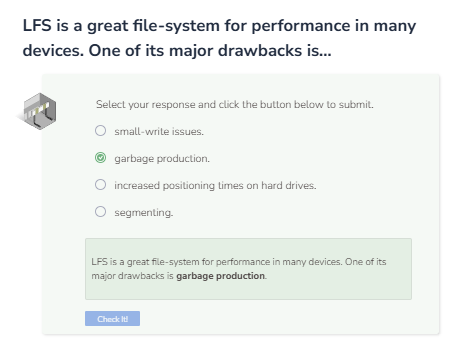 LFS is a great file-system for performance in many
devices. One of its major drawbacks is...
Select your response and click the button below to submit.
small-write issues.
garbage production.
increased positioning times on hard drives.
segmenting.
LFS is a great file-system for performance in many devices. One of its
major drawbacks is garbage production.
Check It!